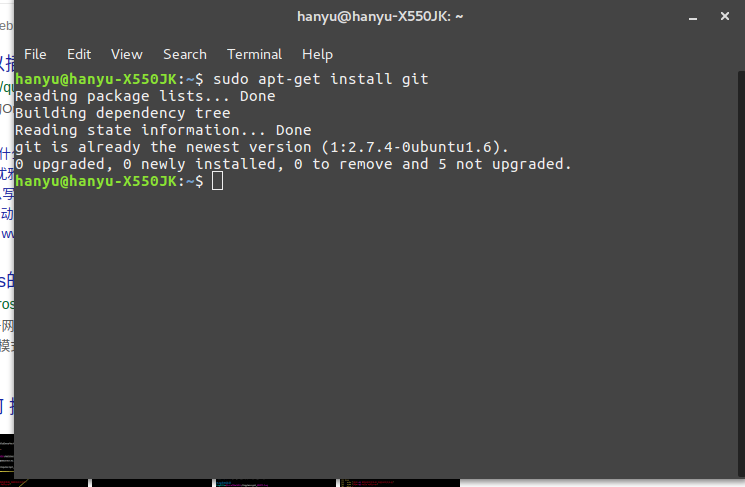 hanyu@hanyu-X550JK: ~
File Edit View Search Terminal Help
hanyu@hanyu-X550JK:~$ sudo apt-get install git
Reading package lists... Done
Building dependency tree
Reading state information... Done
git is already the newest version (1:2.7.4-0ubuntu1.6).
0 upgraded, 0 newly installed, 0 to remove and 5 not upgraded.
hanyu@hanyu-X550JK:~$